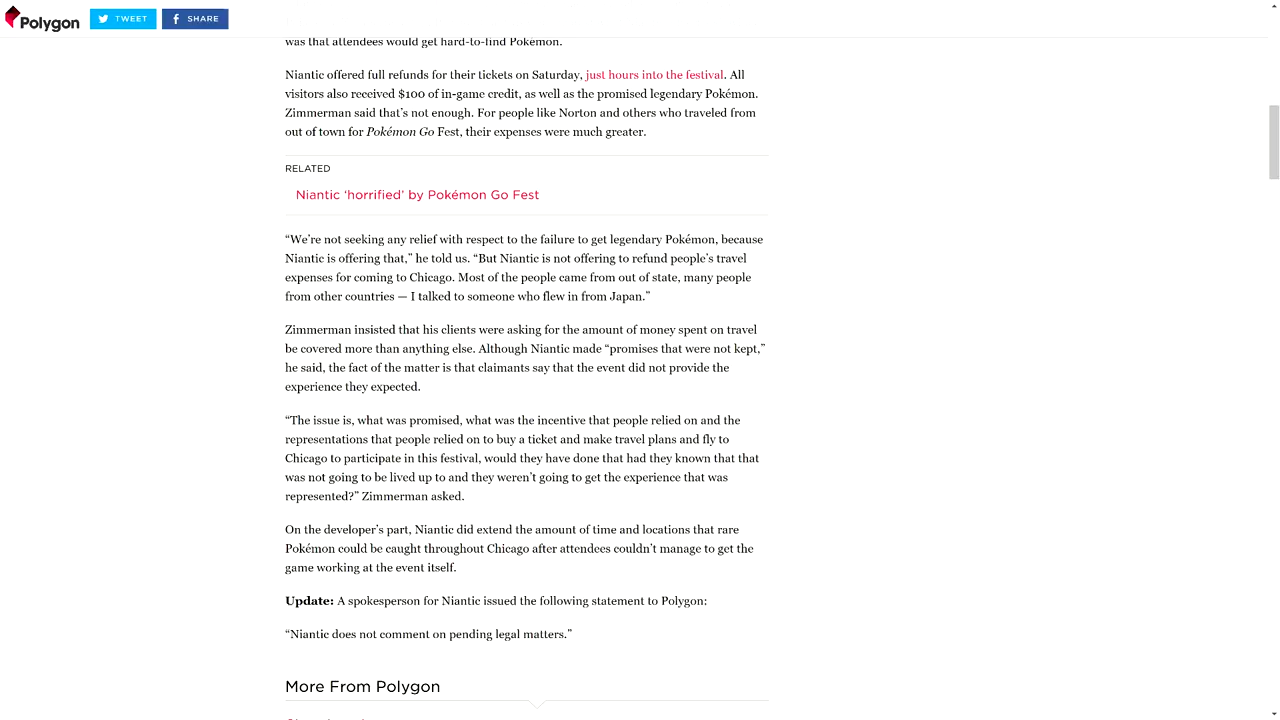 Polygon
TWEET
SHARE
was that attendees would get hard-to-find Pokémon.
Niantic offered full refunds for their tickets on Saturday, just hours into the festival. All
visitors also received $100 of in-game credit, as well as the promised legendary Pokémon.
Zimmerman said that’s not enough. For people like Norton and others who traveled from
out of town for Pokémon Go Fest, their expenses were much greater.
RELATED
Niantic ‘horrified’ by Pokémon Go Fest
“We’re not seeking any relief with respect to the failure to get legendary Pokémon, because
Niantic is offering that,” he told us. “But Niantic is not offering to refund people’s travel
expenses for coming to Chicago. Most of the people came from out of state, many people
from other countries — I talked to someone who flew in from Japan.”
Zimmerman insisted that his clients were asking for the amount of money spent on travel
be covered more than anything else. Although Niantic made “promises that were not kept,”
he said, the fact of the matter is that claimants say that the event did not provide the
experience they expected.
“The issue is, what was promised, what was the incentive that people relied on and the
representations that people relied on to buy a ticket and make travel plans and fly to
Chicago to participate in this festival, would they have done that had they known that that
was not going to be lived up to and they weren’t going to get the experience that was
represented?” Zimmerman asked.
On the developer’s part, Niantic did extend the amount of time and locations that rare
Pokémon could be caught throughout Chicago after attendees couldn’t manage to get the
game working at the event itself.
Update: A spokesperson for Niantic issued the following statement to Polygon:
“Niantic does not comment on pending legal matters.”
More From Polygon